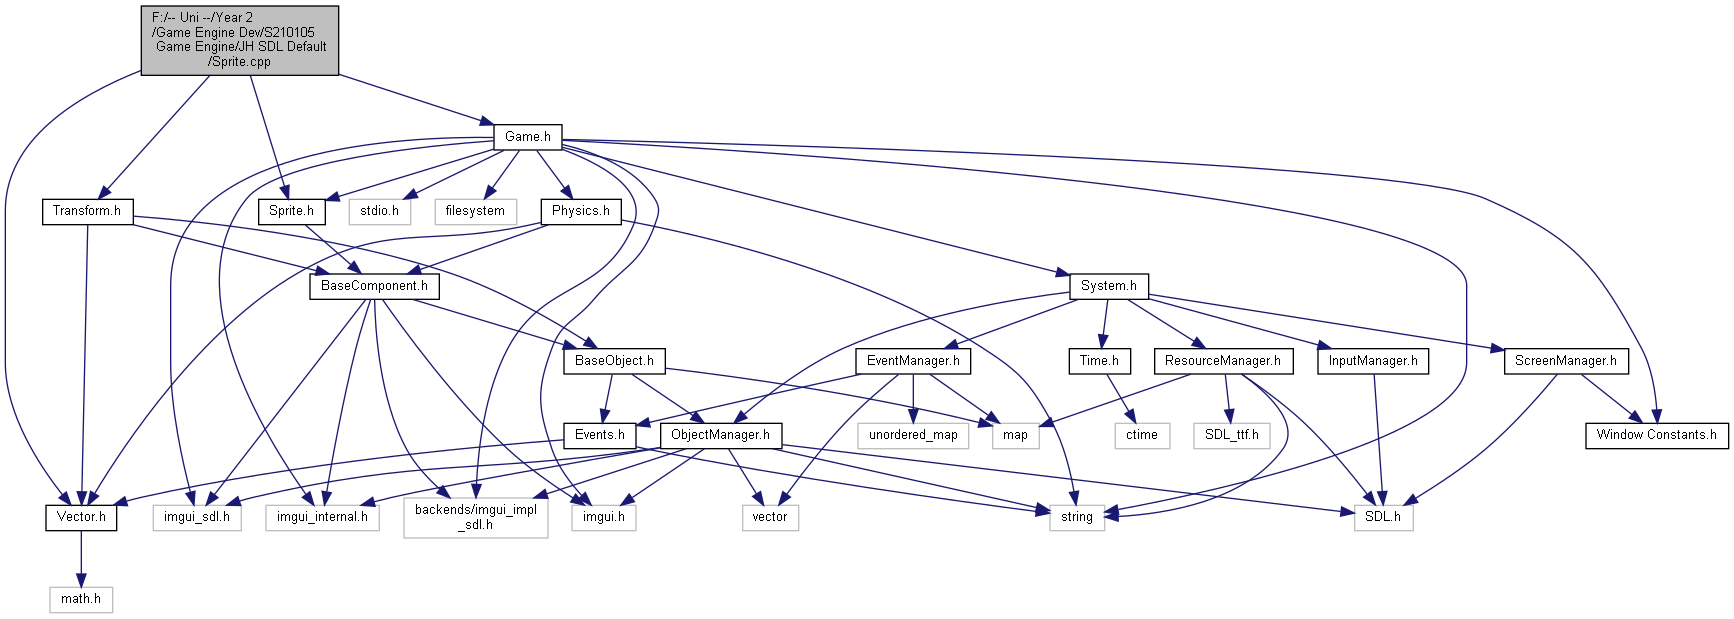 F:/-- Uni --/Year 2
/Game Engine Dev/S210105
Game Engine/JH SDL Default
/Sprite.cpp
Game.h
Transform.h
Sprite.h
stdio.h
filesystem
Physics.h
BaseComponent.h
System.h
BaseObject.h
EventManager.h
Time.h
ResourceManager.h
InputManager.h
ScreenManager.h
Events.h
ObjectManager.h
unordered_map
map
ctime
SDL_ttf.h
Window Constants.h
Vector.h
imgui_sdl.h
imgui_internal.h
backends/imgui_impl
_sdl.h
imgui.h
vector
string
SDL.h
math.h